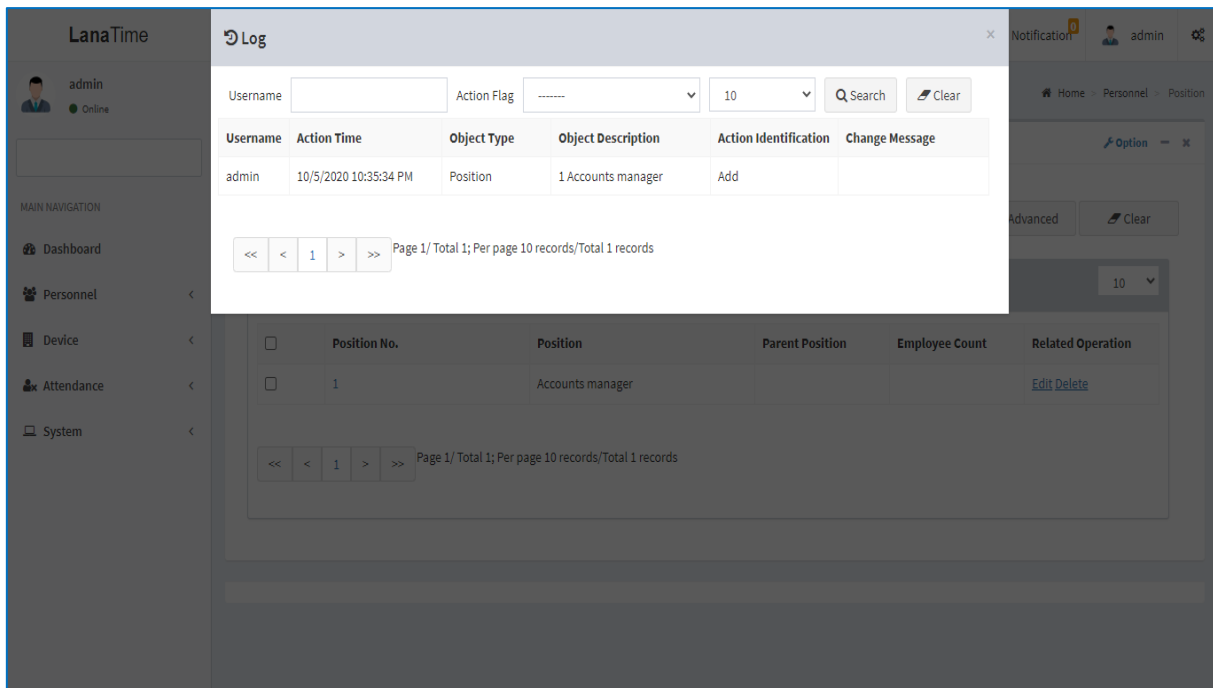 LanaTime
Log
×
Notification 0
admin
admin
Online
Username
Action Flag
-------
10
Search
Clear
Home > Personnel > Position
Username Action Time Object Type Object Description Action Identification Change Message
admin 10/5/2020 10:35:34 PM Position 1 Accounts manager Add
<< < 1 > >> Page 1/ Total 1; Per page 10 records/Total 1 records
Option
MAIN NAVIGATION
Dashboard
Personnel
Device
Attendance
System
Advanced
Clear
10
Position No. Position Parent Position Employee Count Related Operation
1 Accounts manager Edit Delete
<< < 1 > >> Page 1/ Total 1; Per page 10 records/Total 1 records